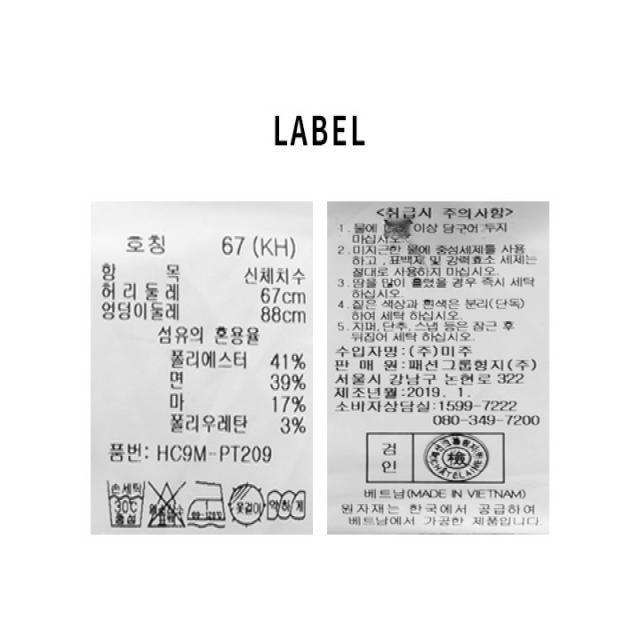 LABEL
호칭 67 (KH)
항 목 신체치수
허리둘레 67cm
엉덩이둘레 88cm
섬유의 혼용율
폴리에스터 41%
면 39%
마 17%
폴리우레탄 3%
품번: HC9M-PT209
손세탁
30℃
중성
옷걸이
약하게
<취급시 주의사항>
1. 물에 이상 담구어 두지
마십시오.
2. 미지근한 물에 중성세제를 사용
하고, 표백제 및 강력효소 세제는
절대로 사용하지 마십시오.
3. 땀을 많이 흘렸을 경우 즉시 세탁
하십시오.
4. 짙은 색상과 흰색은 분리(단독)
하여 세탁 하십시오.
5. 지퍼, 단추, 스냅 등은 잠근 후
뒤집어 세탁 하십시오.
수입자명: (주)미주
판 매 원:패션그룹형지(주)
서울시 강남구 논현로 322
제조년월:2019. 1.
소비자상담실:1599-7222
080-349-7200
검
인
檢
CHATELAINE
베트남(MADE IN VIETNAM)
원자재는 한국에서 공급하여
베트남에서 가공한 제품입니다.